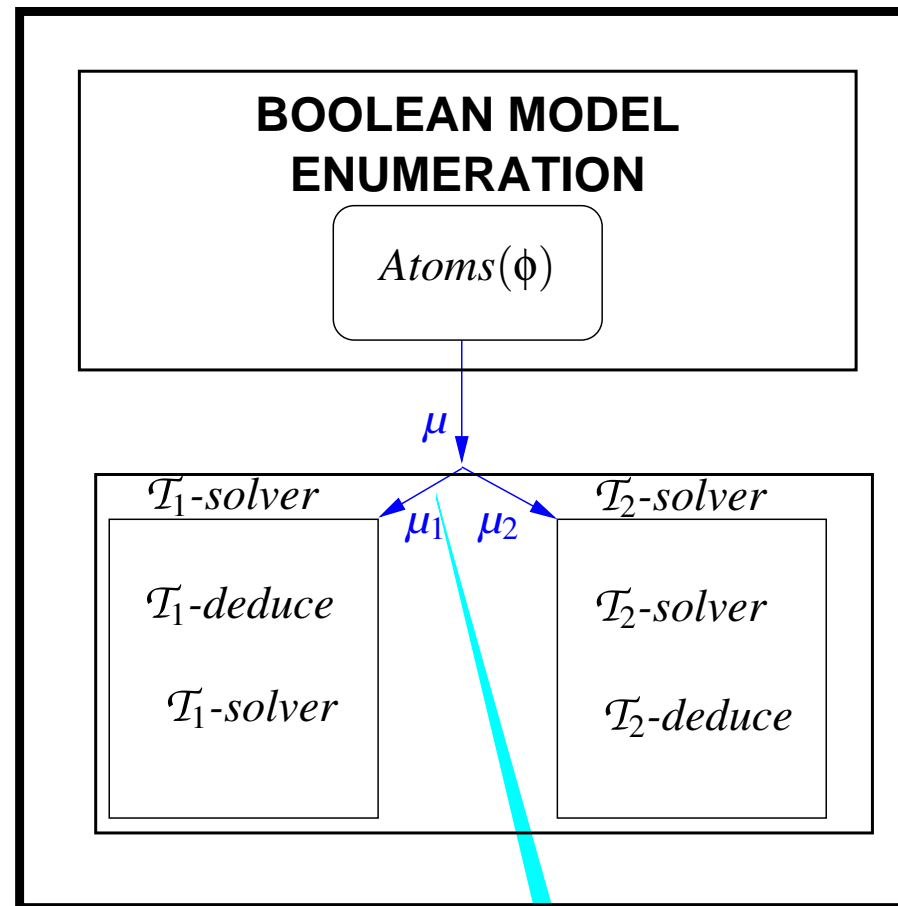 BOOLEAN MODEL
ENUMERATION
Atoms(ϕ)
μ
𝒯₁-solver
𝒯₂-solver
μ₁
μ₂
𝒯₁-deduce
𝒯₁-solver
𝒯₂-solver
𝒯₂-deduce